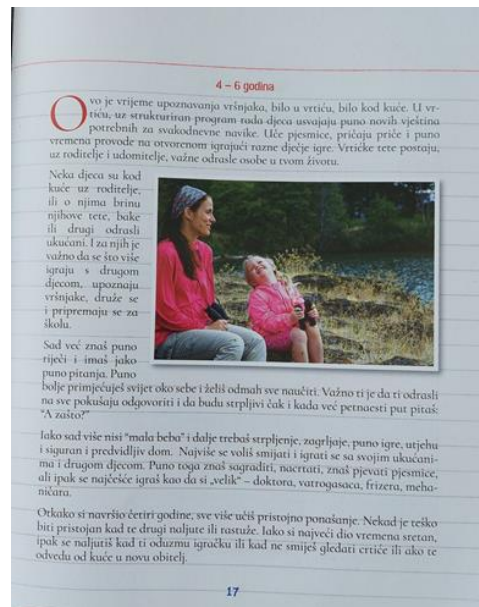 4 – 6 godina
Ovo je vrijeme upoznavanja vršnjaka, bilo u vrtiću, bilo kod kuće. U vr-
tiću, uz strukturiran program rada djeca usvajaju puno novih vještina
potrebnih za svakodnevne navike. Uče pjesmice, pričaju priče i puno
vremena provode na otvorenom igrajući razne dječje igre. Vrtićke tete postaju,
uz roditelje i udomitelje, važne odrasle osobe u tvom životu.
Neka djeca su kod
kuće uz roditelje,
ili o njima brinu
njihove tete, bake
ili drugi odrasli
ukućani. I za njih je
važno da se što više
igraju s drugom
djecom, upoznaju
vršnjake, druže se
i pripremaju se za
školu.
Sad već znaš puno
riječi i imaš jako
puno pitanja. Puno
bolje primjećuješ svijet oko sebe i želiš odmah sve naučiti. Važno ti je da ti odrasli
na sve pokušaju odgovoriti i da budu strpljivi čak i kada već petnaesti put pitaš:
"A zašto?"
Iako sad više nisi "mala beba" i dalje trebaš strpljenje, zagrljaje, puno igre, utjehu
i siguran i predvidljiv dom. Najviše se voliš smijati i igrati se sa svojim ukućani-
ma i drugom djecom. Puno toga znaš sagraditi, nacrtati, znaš pjevati pjesmice,
ali ipak se najčešće igraš kao da si „velik“ – doktora, vatrogasca, frizera, meha-
ničara.
Otkako si navršio četiri godine, sve više učiš pristojno ponašanje. Nekad je teško
biti pristojan kad te drugi naljute ili rastuže. Iako si najveći dio vremena sretan,
ipak se naljutiš kad ti oduzmu igračku ili kad ne smiješ gledati crtiće ili ako te
odvedu od kuće u novu obitelj.
17